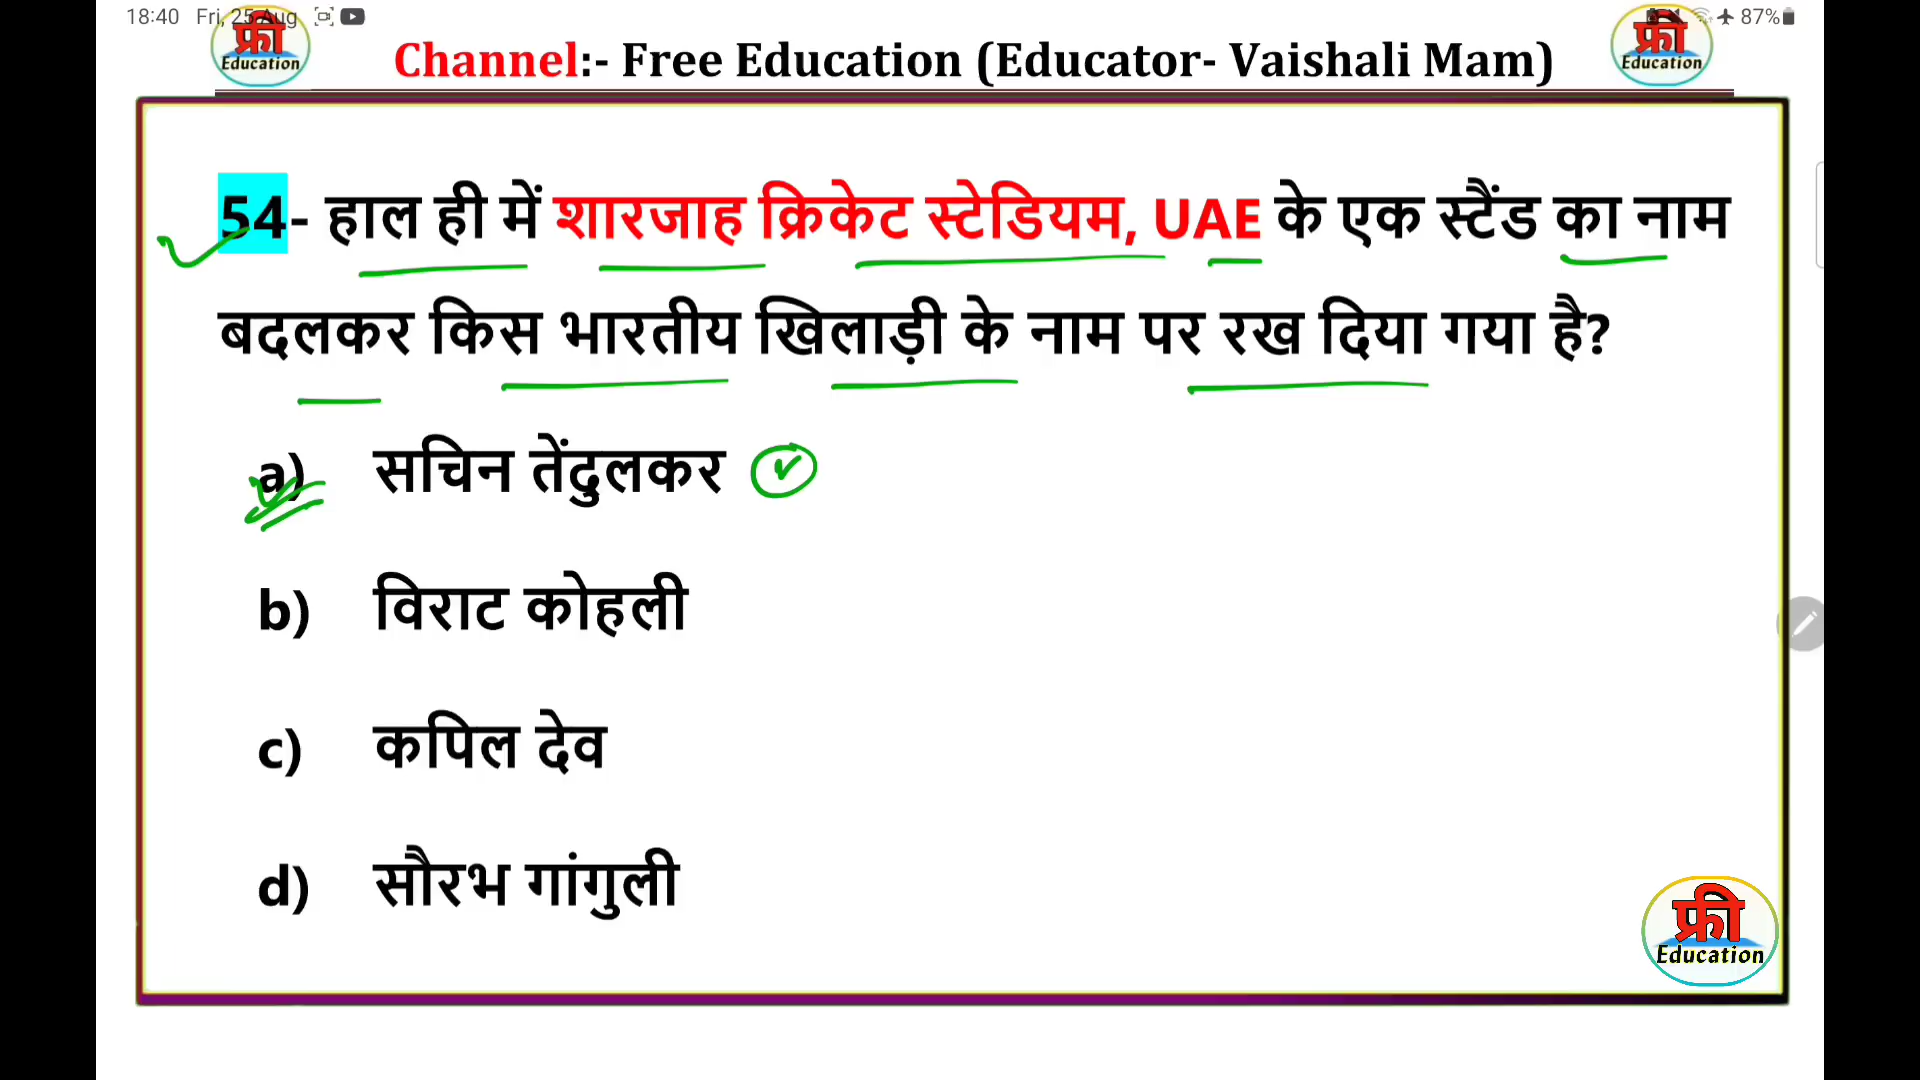 18:40 Fri, 25 Aug 87%
फ्री Education
Channel:- Free Education (Educator- Vaishali Mam)
फ्री Education
54- हाल ही में शारजाह क्रिकेट स्टेडियम, UAE के एक स्टैंड का नाम
बदलकर किस भारतीय खिलाड़ी के नाम पर रख दिया गया है?
a) सचिन तेंदुलकर
b) विराट कोहली
c) कपिल देव
d) सौरभ गांगुली
फ्री
Education